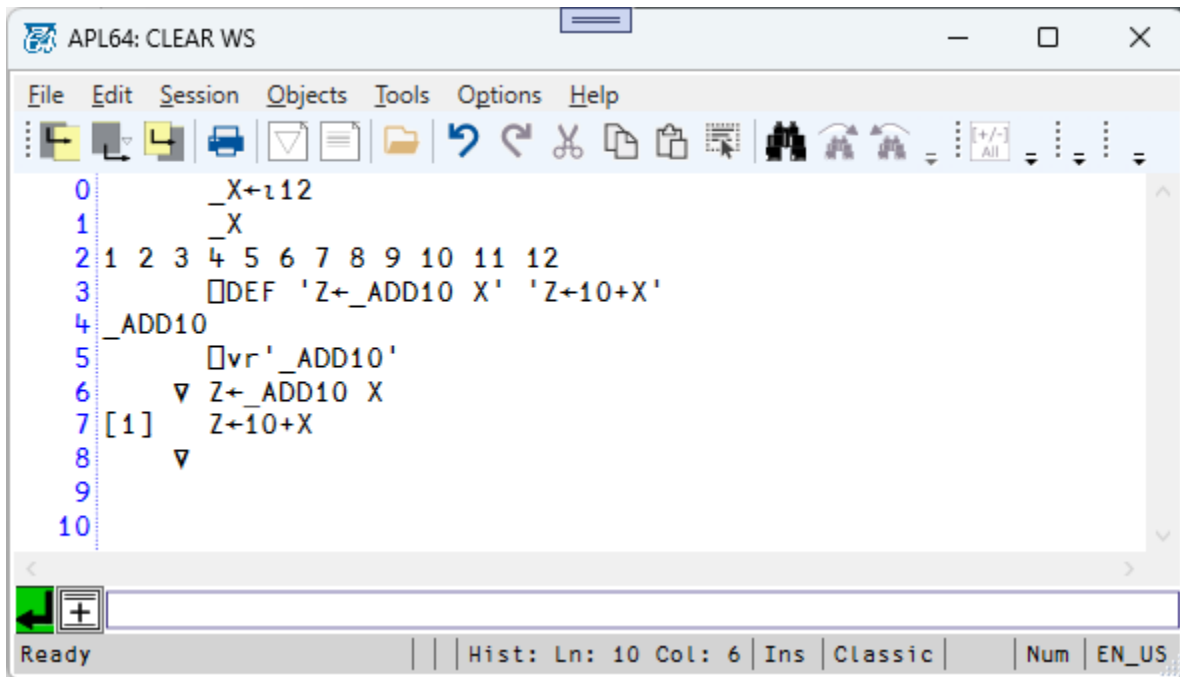 APL64: CLEAR WS
File Edit Session Objects Tools Options Help
[+/-]
All
0 _X←⍳12
1 _X
2 1 2 3 4 5 6 7 8 9 10 11 12
3 ⎕DEF 'Z←_ADD10 X' 'Z←10+X'
4 _ADD10
5 ⎕vr'_ADD10'
6 ∇ Z←_ADD10 X
7 [1] Z←10+X
8 ∇
9
10
Ready Hist: Ln: 10 Col: 6 Ins Classic Num EN_US